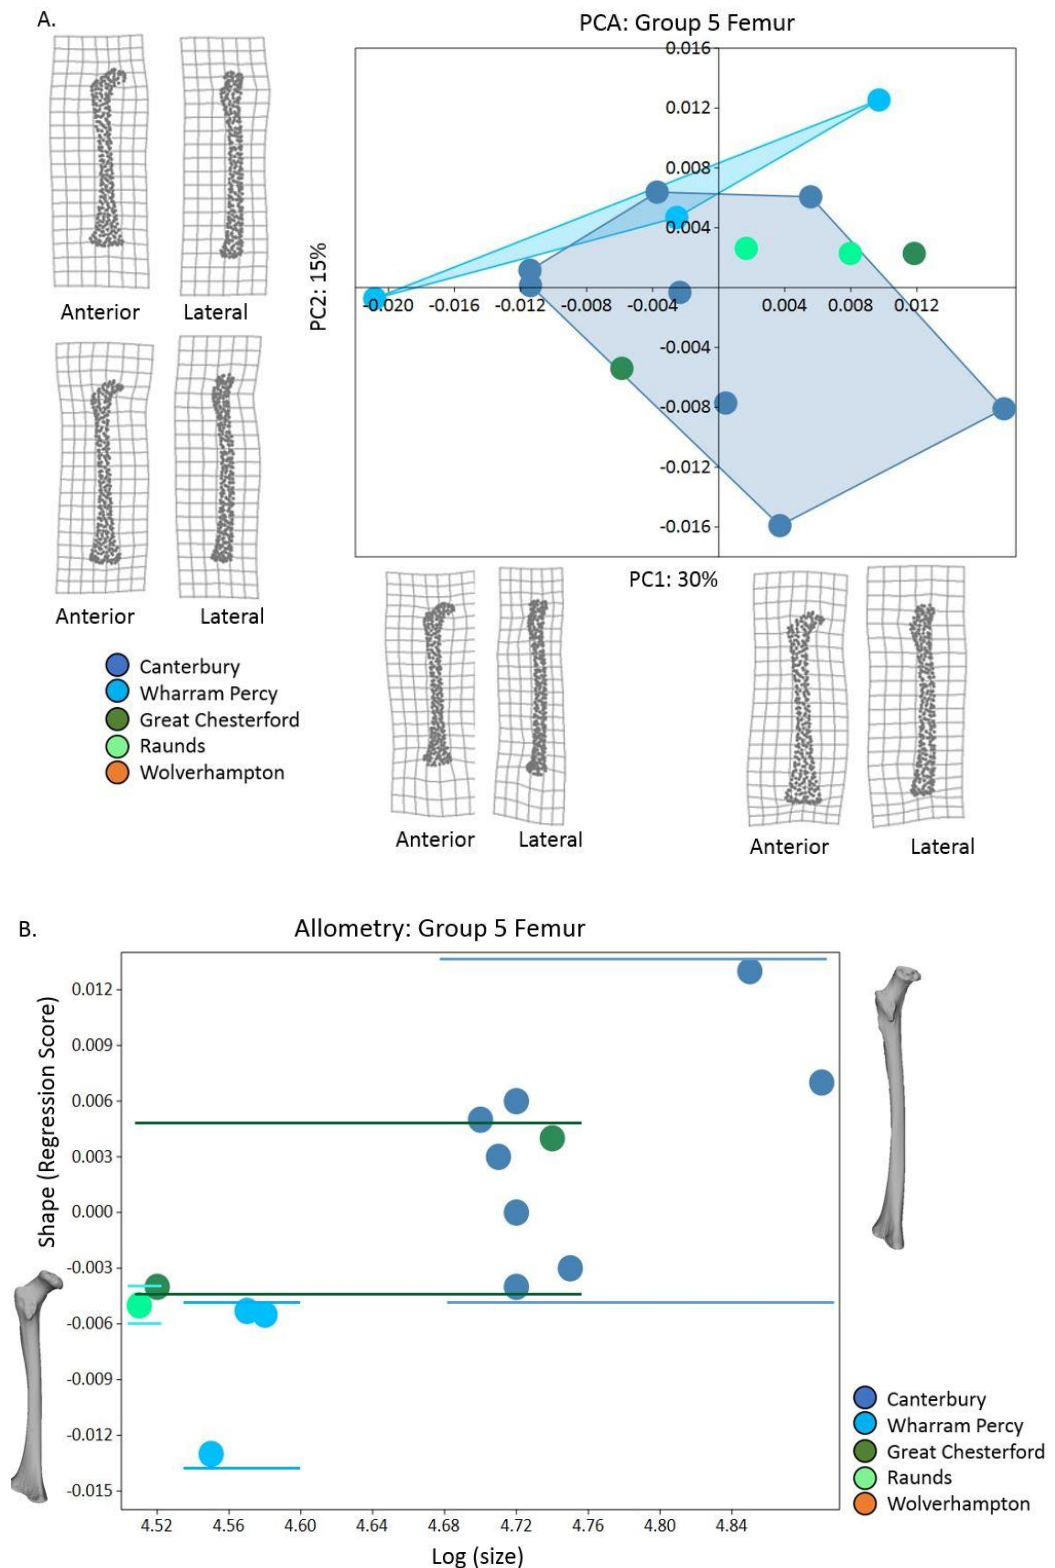 A.
PCA: Group 5 Femur
0.016
0.012
0.008
0.004
-0.020 -0.016 -0.012 -0.008 -0.004 0.004 0.008 0.012
-0.004
-0.008
-0.012
-0.016
PC2: 15%
PC1: 30%
Anterior Lateral
Anterior Lateral
Anterior Lateral
Anterior Lateral
Canterbury
Wharram Percy
Great Chesterford
Raunds
Wolverhampton
B.
Allometry: Group 5 Femur
Shape (Regression Score)
0.012
0.009
0.006
0.003
0.000
-0.003
-0.006
-0.009
-0.012
-0.015
4.52 4.56 4.60 4.64 4.68 4.72 4.76 4.80 4.84
Log (size)
Canterbury
Wharram Percy
Great Chesterford
Raunds
Wolverhampton